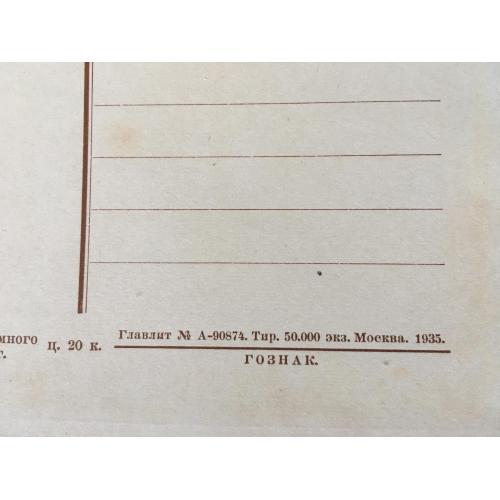 много
г.
ц. 20 к.
Главлит № А-90874. Тир. 50.000 экз. Москва. 1935.
ГОЗНАК.